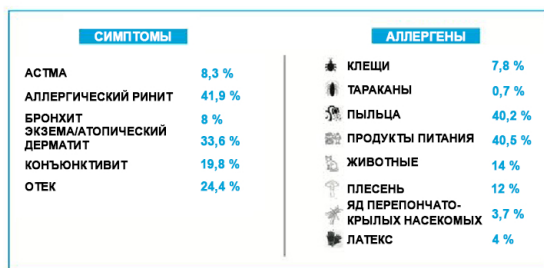 СИМПТОМЫ
АСТМА 8,3 %
АЛЛЕРГИЧЕСКИЙ РИНИТ 41,9 %
БРОНХИТ 8 %
ЭКЗЕМА/АТОПИЧЕСКИЙ
ДЕРМАТИТ 33,6 %
КОНЪЮНКТИВИТ 19,8 %
ОТЕК 24,4 %
АЛЛЕРГЕНЫ
КЛЕЩИ 7,8 %
ТАРАКАНЫ 0,7 %
ПЫЛЬЦА 40,2 %
ПРОДУКТЫ ПИТАНИЯ 40,5 %
ЖИВОТНЫЕ 14 %
ПЛЕСЕНЬ 12 %
ЯД ПЕРЕПОНЧАТО-
КРЫЛЫХ НАСЕКОМЫХ 3,7 %
ЛАТЕКС 4 %